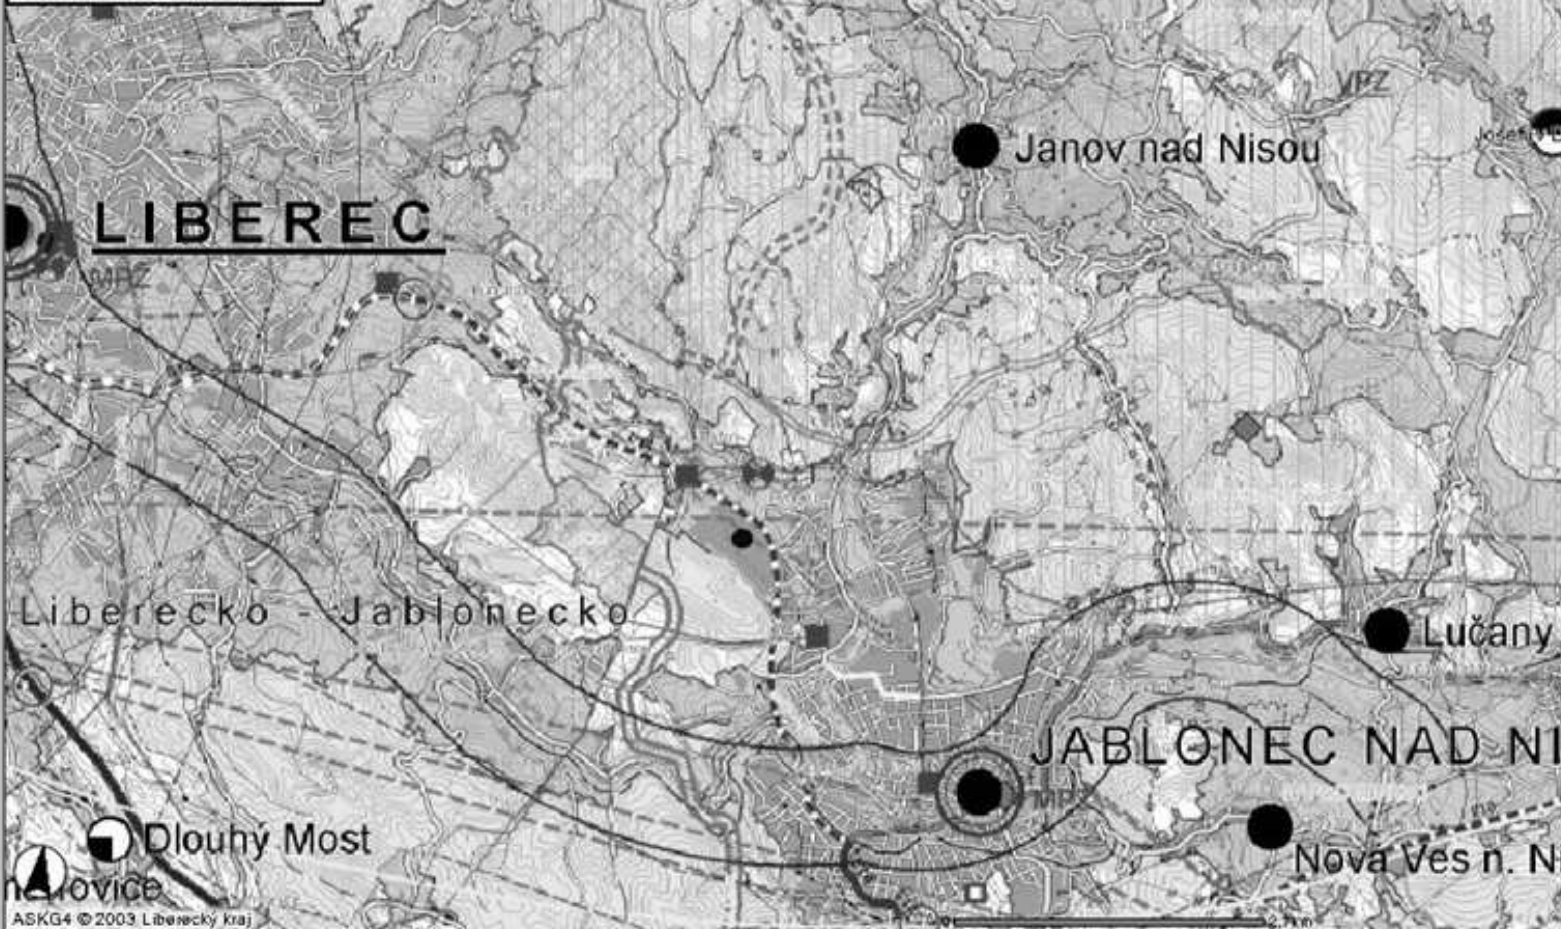 VPZ
Janov nad Nisou
LIBEREC
MPZ
Liberecko - Jablonecko
Lučany
JABLONEC NAD NI
Dlouhý Most
Nová Ves n. N
ASKG4 © 2003 Liberecký kraj